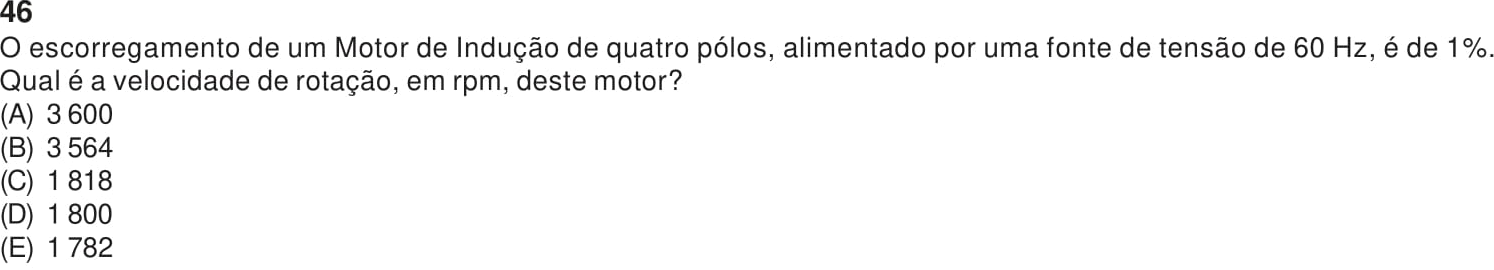 46
O escorregamento de um Motor de Indução de quatro pólos, alimentado por uma fonte de tensão de 60 Hz, é de 1%.
Qual é a velocidade de rotação, em rpm, deste motor?
(A) 3 600
(B) 3 564
(C) 1 818
(D) 1 800
(E) 1 782